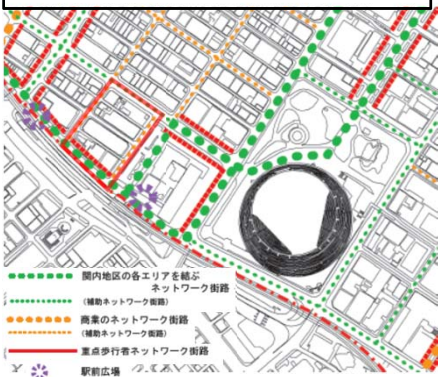 関内地区の各エリアを結ぶ
ネットワーク街路
(補助ネットワーク街路)
商業のネットワーク街路
(補助ネットワーク街路)
重点歩行者ネットワーク街路
駅前広場